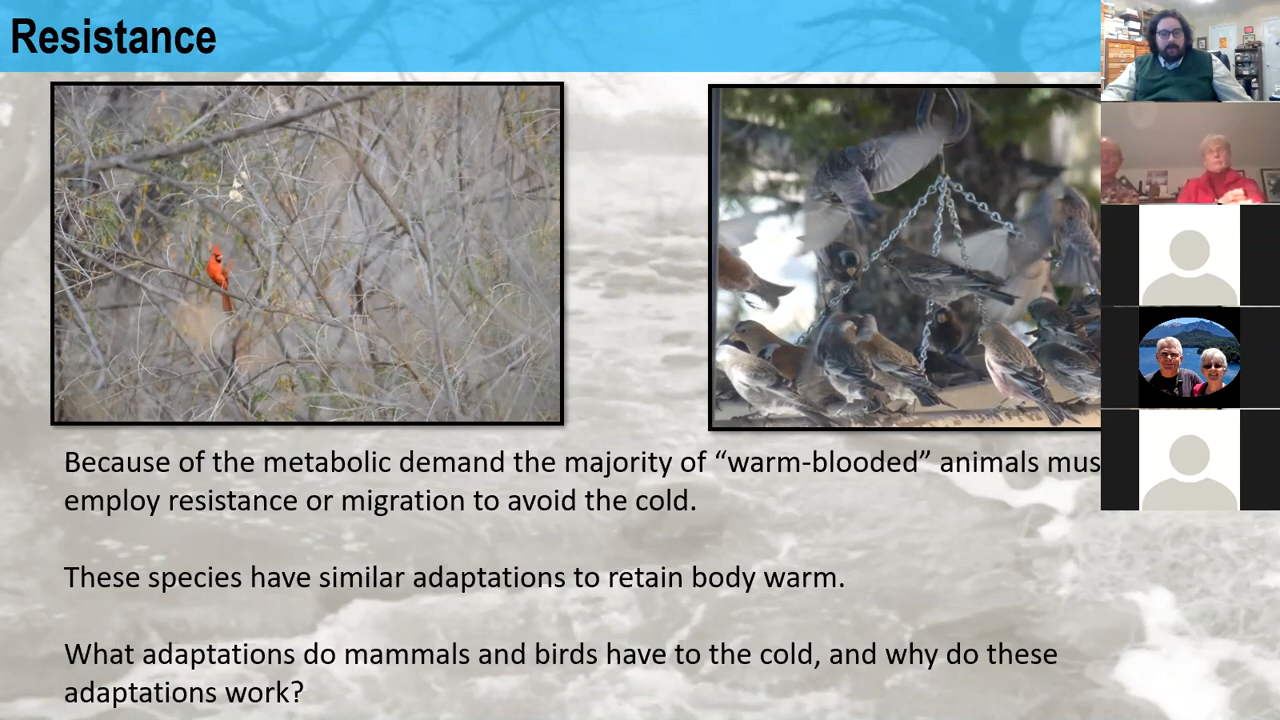 Resistance
Because of the metabolic demand the majority of “warm-blooded” animals mus
employ resistance or migration to avoid the cold.
These species have similar adaptations to retain body warm.
What adaptations do mammals and birds have to the cold, and why do these
adaptations work?